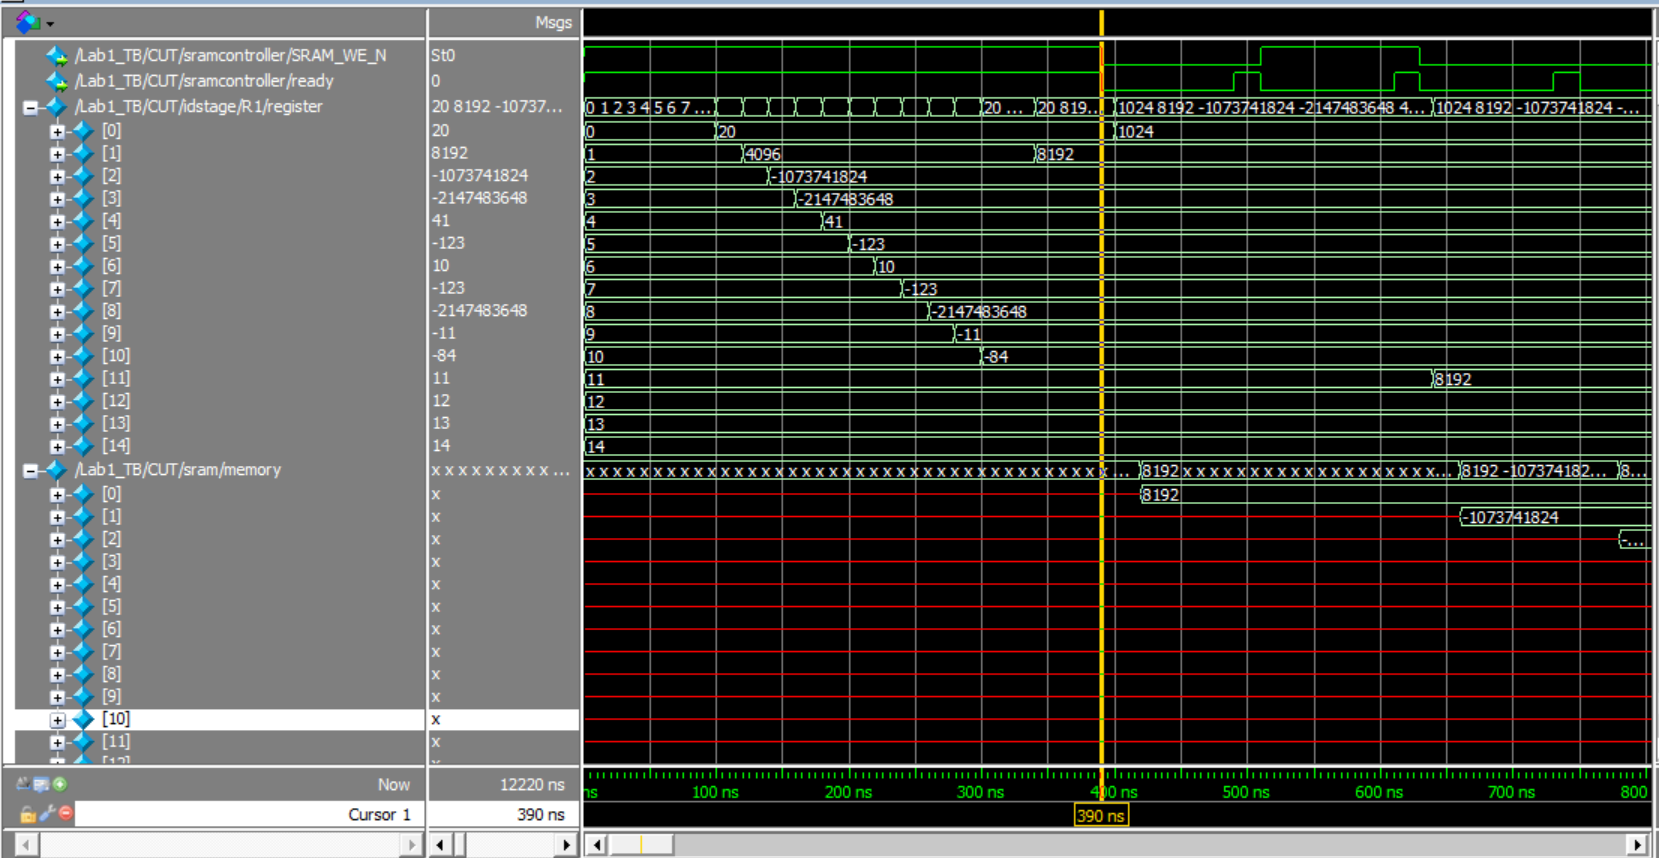 Msgs
/Lab1_TB/CUT/sramcontroller/SRAM_WE_N St0
/Lab1_TB/CUT/sramcontroller/ready 0
/Lab1_TB/CUT/idstage/R1/register 20 8192 -10737... 0 1 2 3 4 5 6 7 ... 20 ... 20 819... 1024 8192 -1073741824 -2147483648 4... 1024 8192 -1073741824 -...
[0] 20 0 20 1024
[1] 8192 1 4096 8192
[2] -1073741824 2 -1073741824
[3] -2147483648 3 -2147483648
[4] 41 4 41
[5] -123 5 -123
[6] 10 6 10
[7] -123 7 -123
[8] -2147483648 8 -2147483648
[9] -11 9 -11
[10] -84 10 -84
[11] 11 11 8192
[12] 12 12
[13] 13 13
[14] 14 14
/Lab1_TB/CUT/sram/memory x x x x x x x x x ... x x x x x x x x x x x x x x x x x x x x x x x x x x x x x x x x x x x x x x x ... 8192 x x x x x x x x x x x x x x x x x x x... 8192 -107374182... 8...
[0] x 8192
[1] x -1073741824
[2] x -...
[3] x
[4] x
[5] x
[6] x
[7] x
[8] x
[9] x
[10] x
[11] x
Now 12220 ns ns 100 ns 200 ns 300 ns 400 ns 500 ns 600 ns 700 ns 800
Cursor 1 390 ns 390 ns